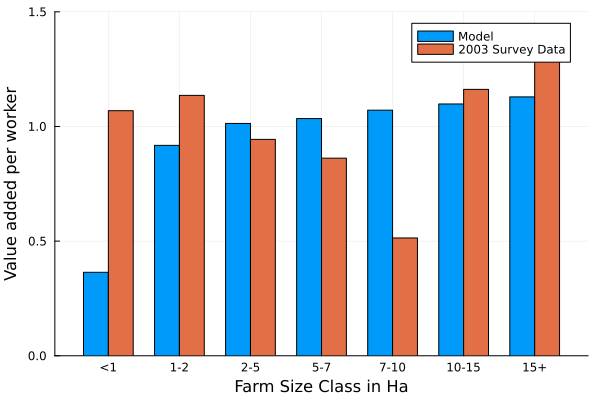 1.5
1.0
0.5
0.0
Value added per worker
Model
2003 Survey Data
<1 1-2 2-5 5-7 7-10 10-15 15+
Farm Size Class in Ha